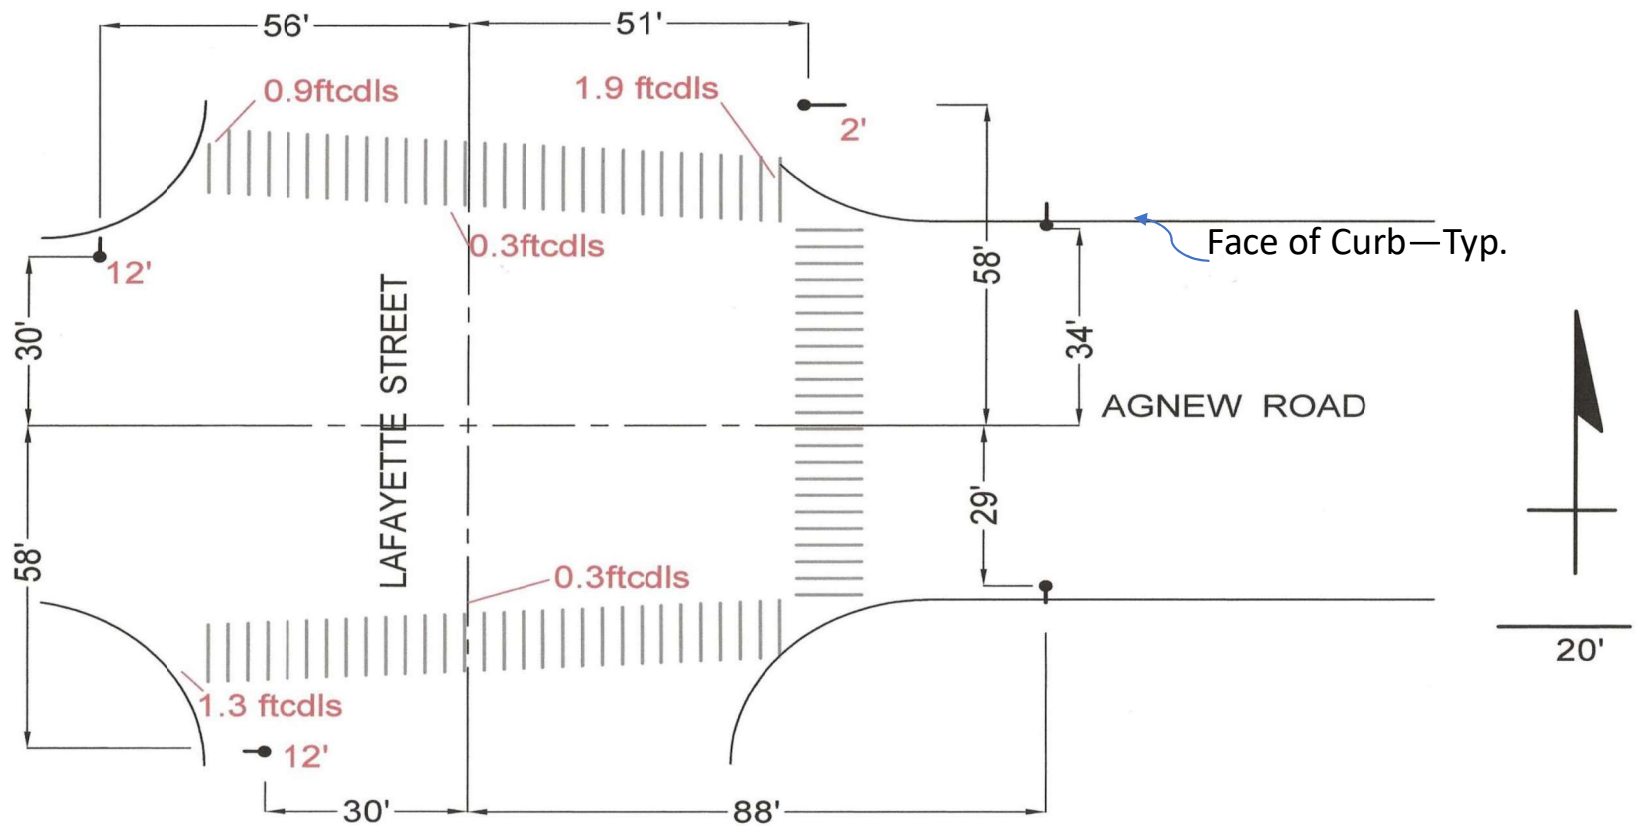 56'
51'
0.9ftcdls
1.9 ftcdls
2'
0.3ftcdls
Face of Curb—Typ.
12'
58'
30'
34'
LAFAYETTE STREET
AGNEW ROAD
29'
58'
0.3ftcdls
20'
1.3 ftcdls
12'
30'
88'